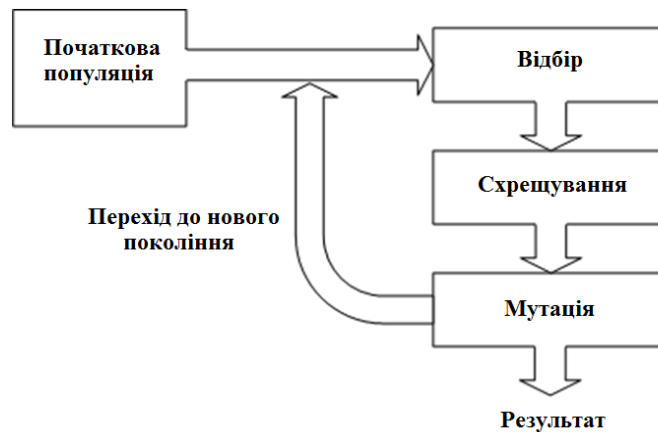 Початкова
популяція
Відбір
Схрещування
Перехід до нового
покоління
Мутація
Результат